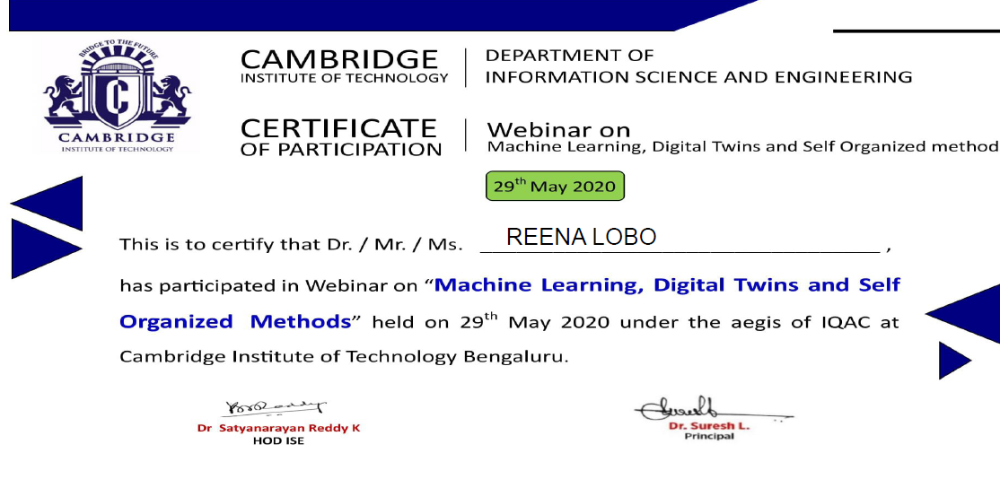 BRIDGE TO THE FUTURE
CAMBRIDGE
INSTITUTE OF TECHNOLOGY
CAMBRIDGE
INSTITUTE OF TECHNOLOGY
DEPARTMENT OF
INFORMATION SCIENCE AND ENGINEERING
CERTIFICATE
OF PARTICIPATION
Webinar on
Machine Learning, Digital Twins and Self Organized method
29th May 2020
This is to certify that Dr. / Mr. / Ms. REENA LOBO ,
has participated in Webinar on “Machine Learning, Digital Twins and Self
Organized Methods” held on 29th May 2020 under the aegis of IQAC at
Cambridge Institute of Technology Bengaluru.
Dr Satyanarayan Reddy K
HOD ISE
Dr. Suresh L.
Principal